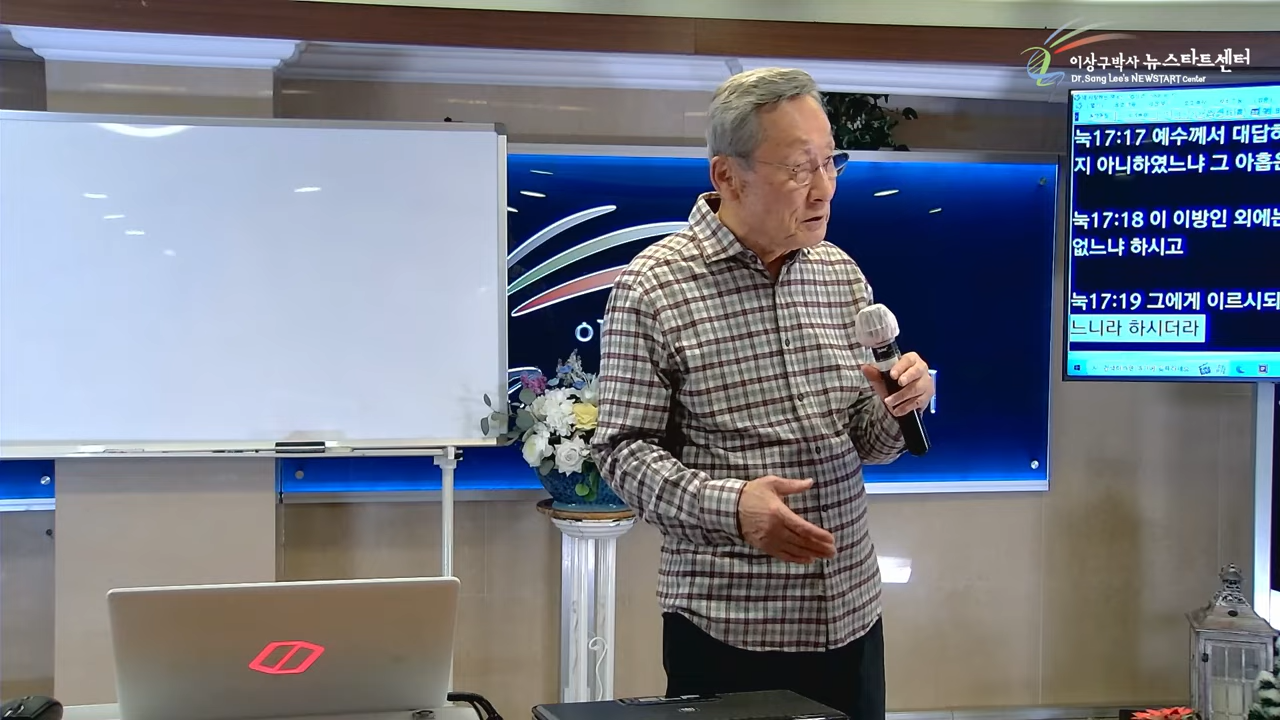 이상구박사 뉴스타트센터
Dr. Sang Lee's NEWSTART Center
눅17:17 예수께서 대답하
지 아니하였느냐 그 아홉은
눅17:18 이 이방인 외에는
없느냐 하시고
눅17:19 그에게 이르시되
느니라 하시더라